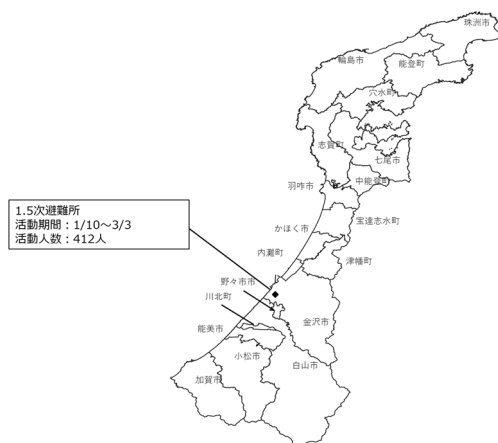 珠洲市
輪島市
能登町
穴水町
志賀町
七尾市
羽咋市
中能登町
1.5次避難所
活動期間：1/10～3/3
活動人数：412人
宝達志水町
かほく市
内灘町
津幡町
野々市市
川北町
金沢市
能美市
小松市
白山市
加賀市